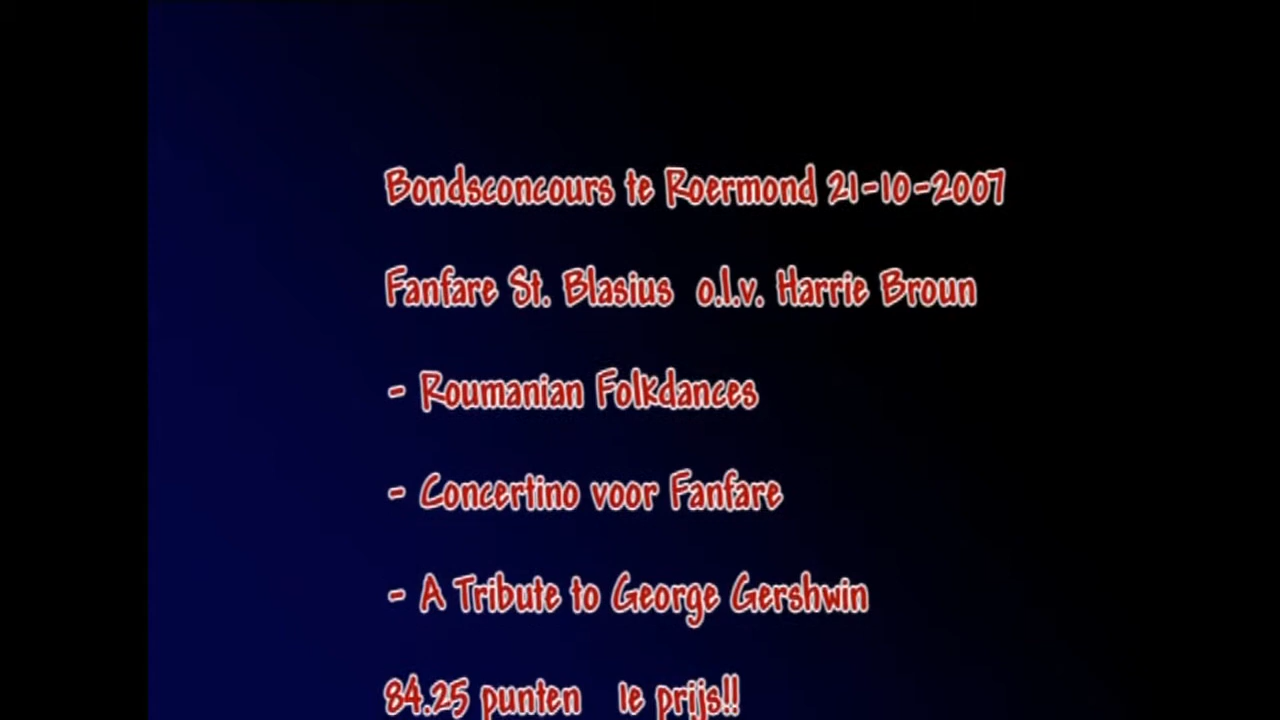 Bondsconcours te Roermond 21-10-2007
Fanfare St. Blasius o.l.v. Harrie Broun
- Roumanian Folkdances
- Concertino voor Fanfare
- A Tribute to George Gershwin
84.25 punten 1e prijs!!